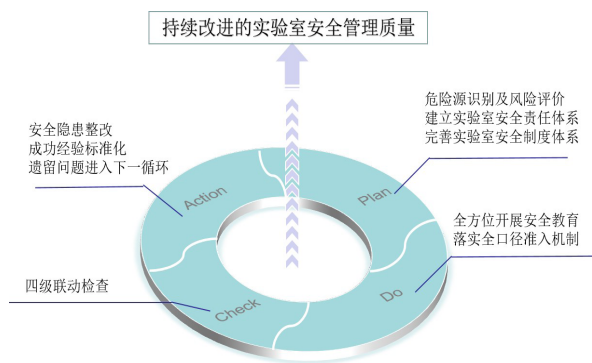 持续改进的实验室安全管理质量
危险源识别及风险评价
建立实验室安全责任体系
完善实验室安全制度体系
安全隐患整改
成功经验标准化
遗留问题进入下一循环
Action
Plan
全方位开展安全教育
落实全口径准入机制
四级联动检查
Check
Do